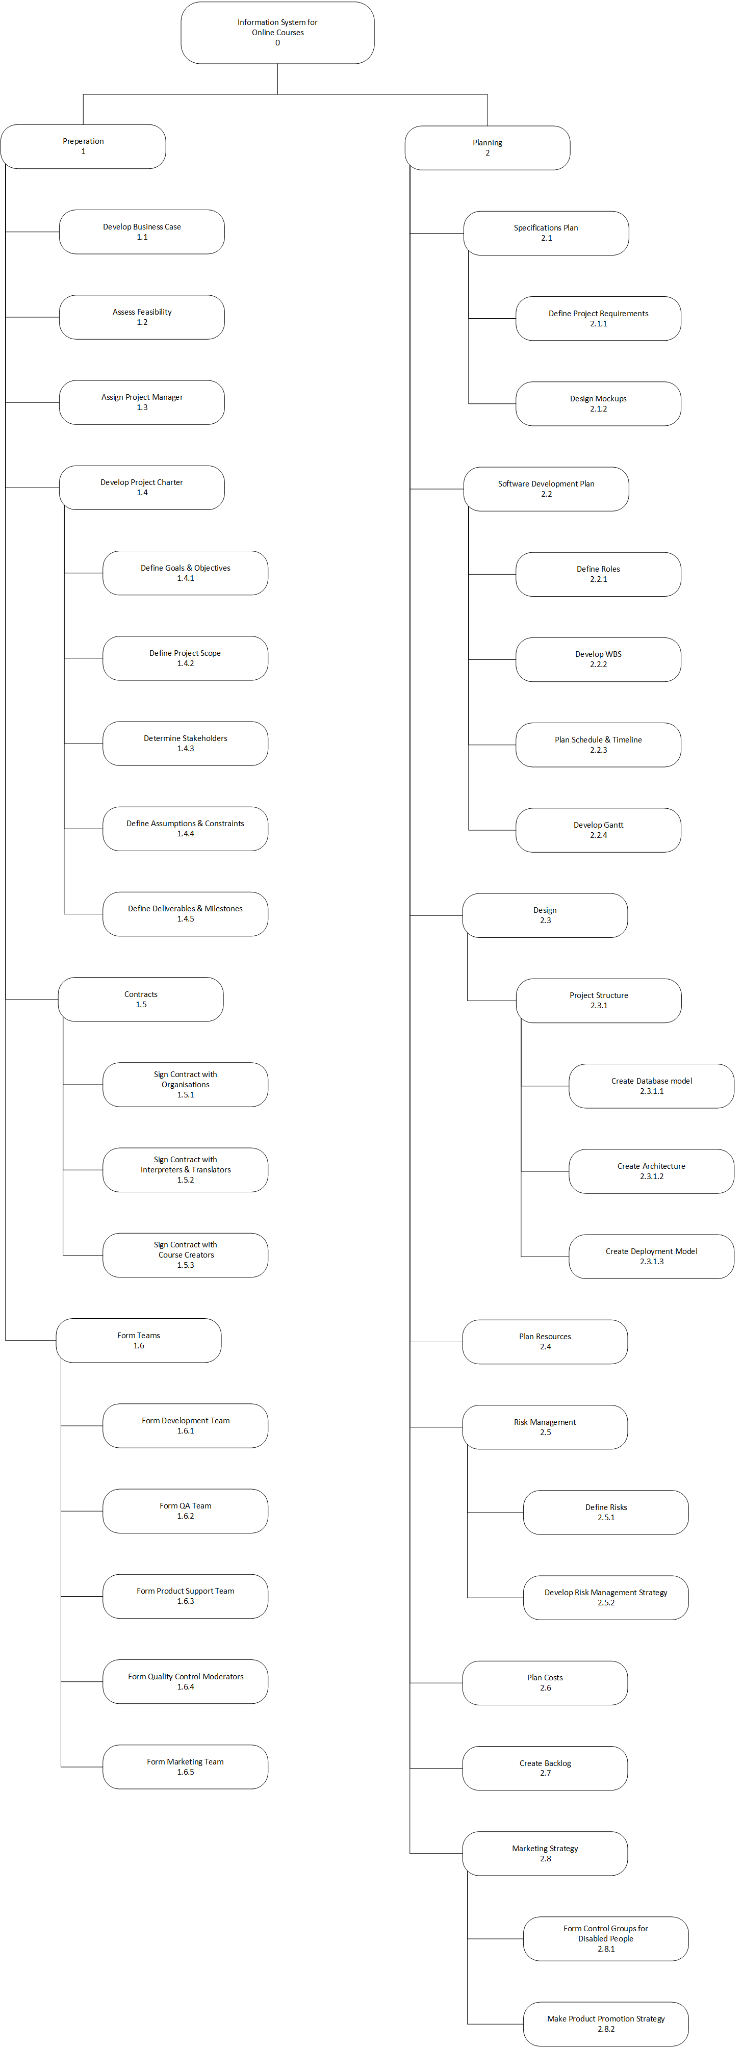 Information System for
Online Courses
0
Preperation
1
Develop Business Case
1.1
Assess Feasibility
1.2
Assign Project Manager
1.3
Develop Project Charter
1.4
Define Goals & Objectives
1.4.1
Define Project Scope
1.4.2
Determine Stakeholders
1.4.3
Define Assumptions & Constraints
1.4.4
Define Deliverables & Milestones
1.4.5
Contracts
1.5
Sign Contract with
Organisations
1.5.1
Sign Contract with
Interpreters & Translators
1.5.2
Sign Contract with
Course Creators
1.5.3
Form Teams
1.6
Form Development Team
1.6.1
Form QA Team
1.6.2
Form Product Support Team
1.6.3
Form Quality Control Moderators
1.6.4
Form Marketing Team
1.6.5
Planning
2
Specifications Plan
2.1
Define Project Requirements
2.1.1
Design Mockups
2.1.2
Software Development Plan
2.2
Define Roles
2.2.1
Develop WBS
2.2.2
Plan Schedule & Timeline
2.2.3
Develop Gantt
2.2.4
Design
2.3
Project Structure
2.3.1
Create Database model
2.3.1.1
Create Architecture
2.3.1.2
Create Deployment Model
2.3.1.3
Plan Resources
2.4
Risk Management
2.5
Define Risks
2.5.1
Develop Risk Management Strategy
2.5.2
Plan Costs
2.6
Create Backlog
2.7
Marketing Strategy
2.8
Form Control Groups for
Disabled People
2.8.1
Make Product Promotion Strategy
2.8.2